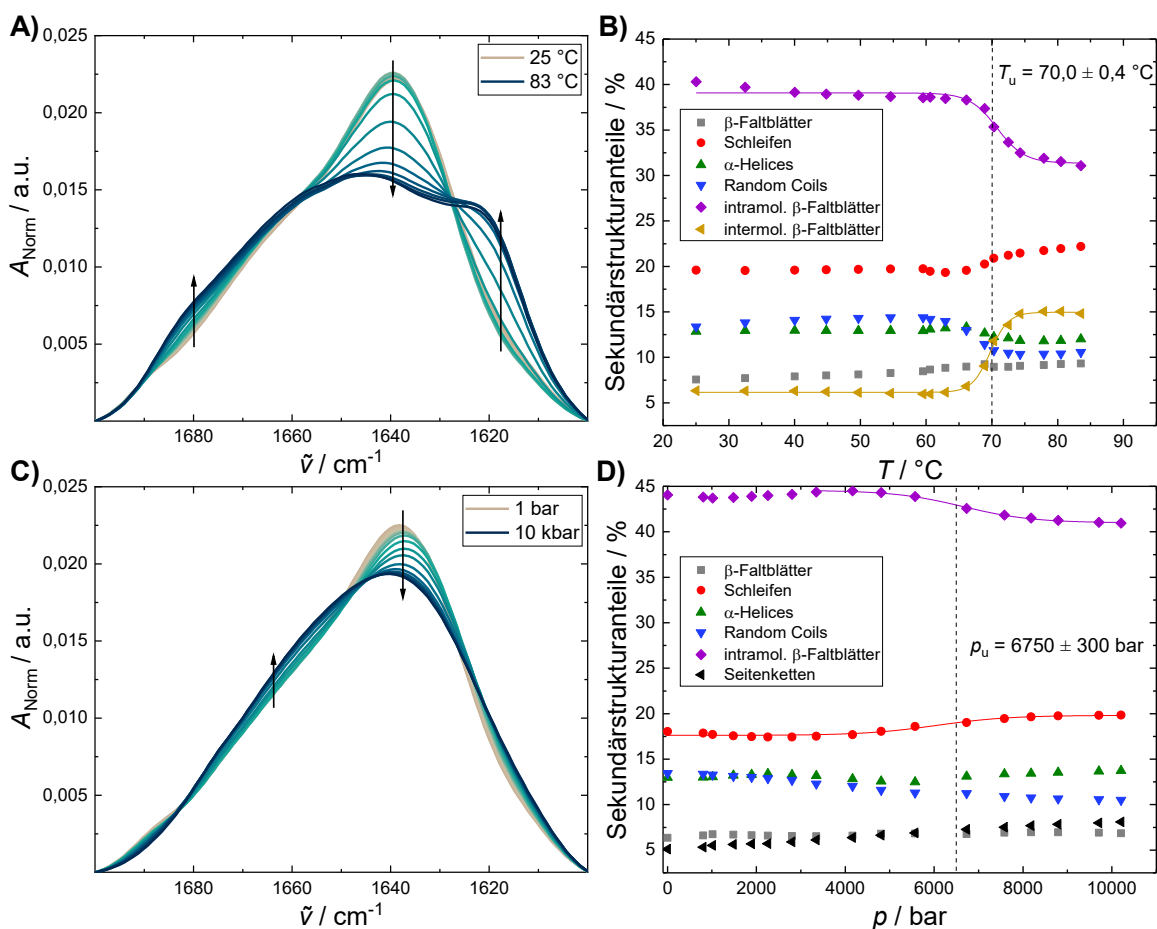 A)
0,025
0,020
0,015
0,010
0,005
A_Norm / a.u.
25 °C
83 °C
1680 1660 1640 1620
ṽ / cm⁻¹
B)
45
40
35
30
25
20
15
10
5
Sekundärstrukturanteile / %
T_u = 70,0 ± 0,4 °C
β-Faltblätter
Schleifen
α-Helices
Random Coils
intramol. β-Faltblätter
intermol. β-Faltblätter
20 30 40 50 60 70 80 90
T / °C
C)
0,025
0,020
0,015
0,010
0,005
A_Norm / a.u.
1 bar
10 kbar
1680 1660 1640 1620
ṽ / cm⁻¹
D)
45
40
35
30
25
20
15
10
5
Sekundärstrukturanteile / %
β-Faltblätter
Schleifen
α-Helices
Random Coils
intramol. β-Faltblätter
Seitenketten
p_u = 6750 ± 300 bar
0 2000 4000 6000 8000 10000
p / bar